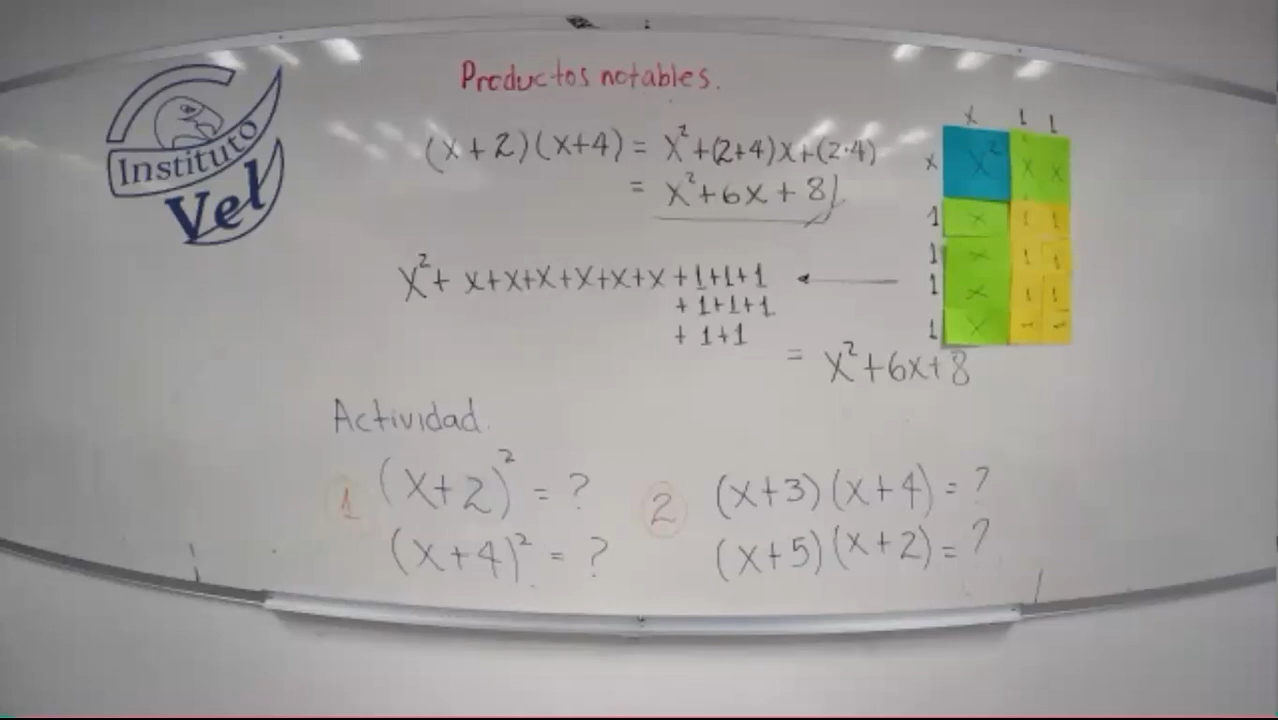 Productos notables.
Instituto
Vel
(x+2)(x+4) = x²+(2+4)x+(2·4)
= x²+6x+8
x 1 1
x x² x x
1 x 1 1
1 x 1 1
1 x 1 1
1 x 1 1
x²+ x+x+x+x+x+x +1+1+1
+ 1+1+1
+ 1+1
= x²+6x+8
Actividad.
1 (x+2)² = ?
(x+4)² = ?
2 (x+3)(x+4) = ?
(x+5)(x+2) = ?